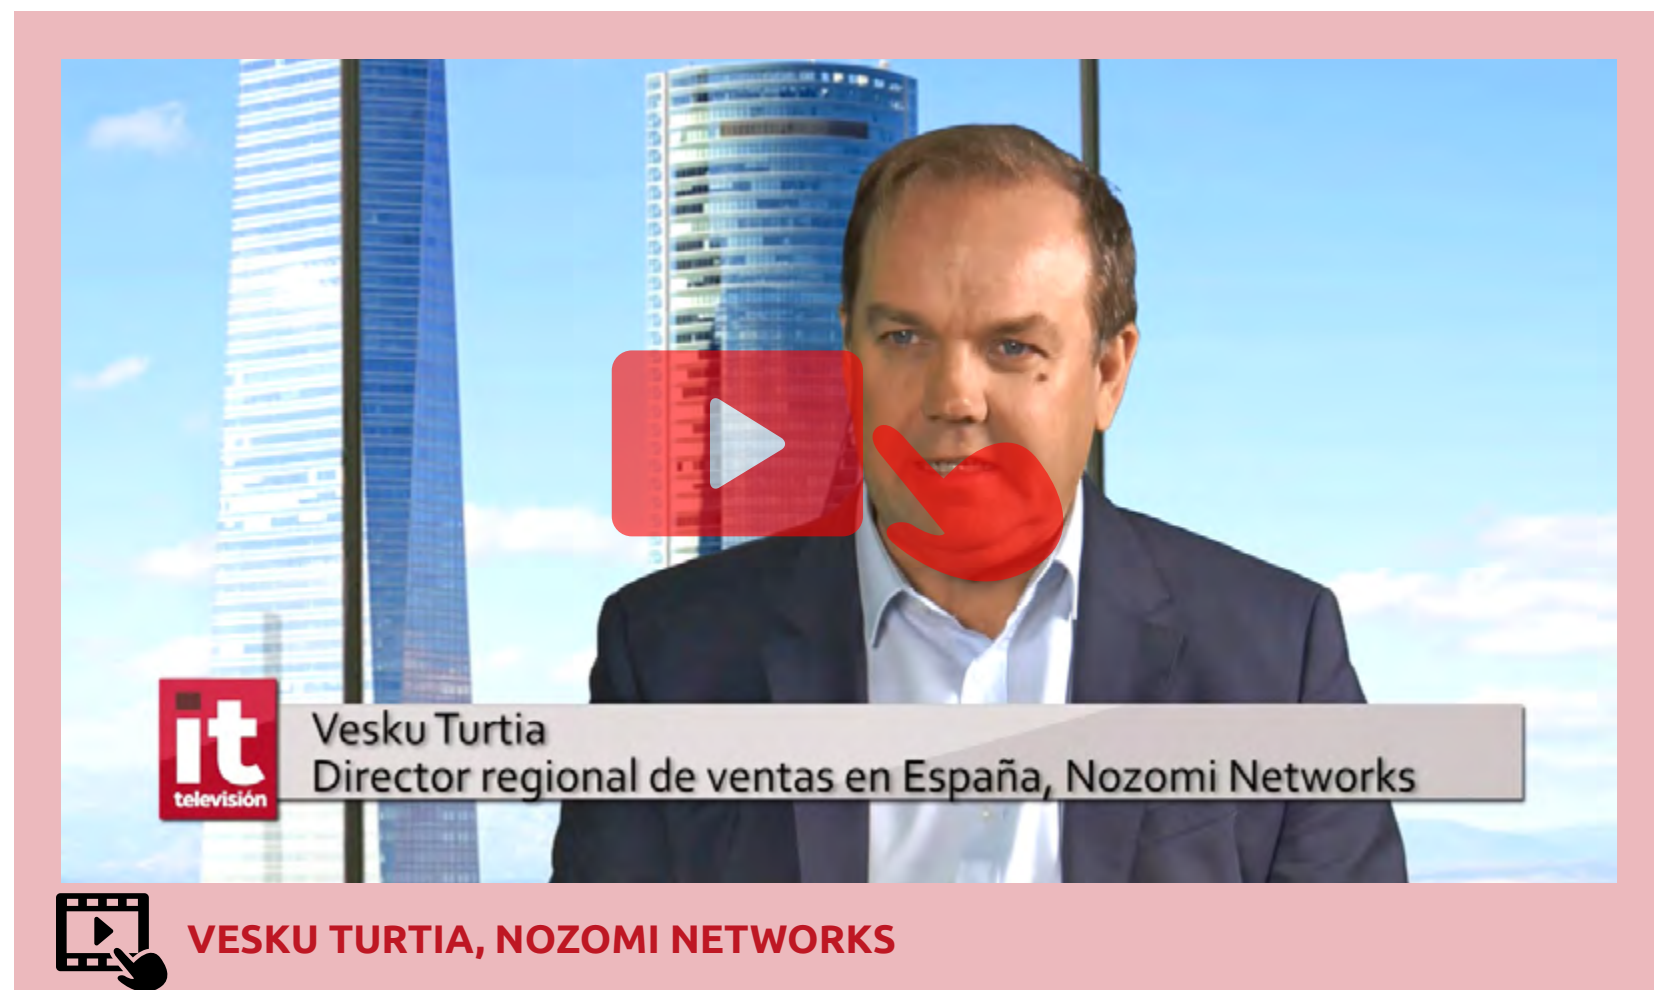 it
televisión
Vesku Turtia
Director regional de ventas en España, Nozomi Networks
VESKU TURTIA, NOZOMI NETWORKS